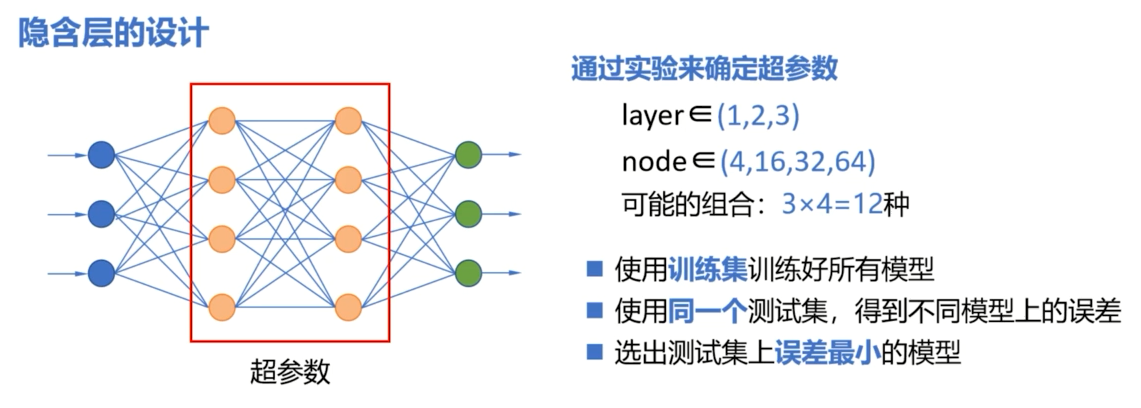 隐含层的设计
超参数
通过实验来确定超参数
layer∈(1,2,3)
node∈(4,16,32,64)
可能的组合：3×4=12种
■ 使用训练集训练好所有模型
■ 使用同一个测试集，得到不同模型上的误差
■ 选出测试集上误差最小的模型